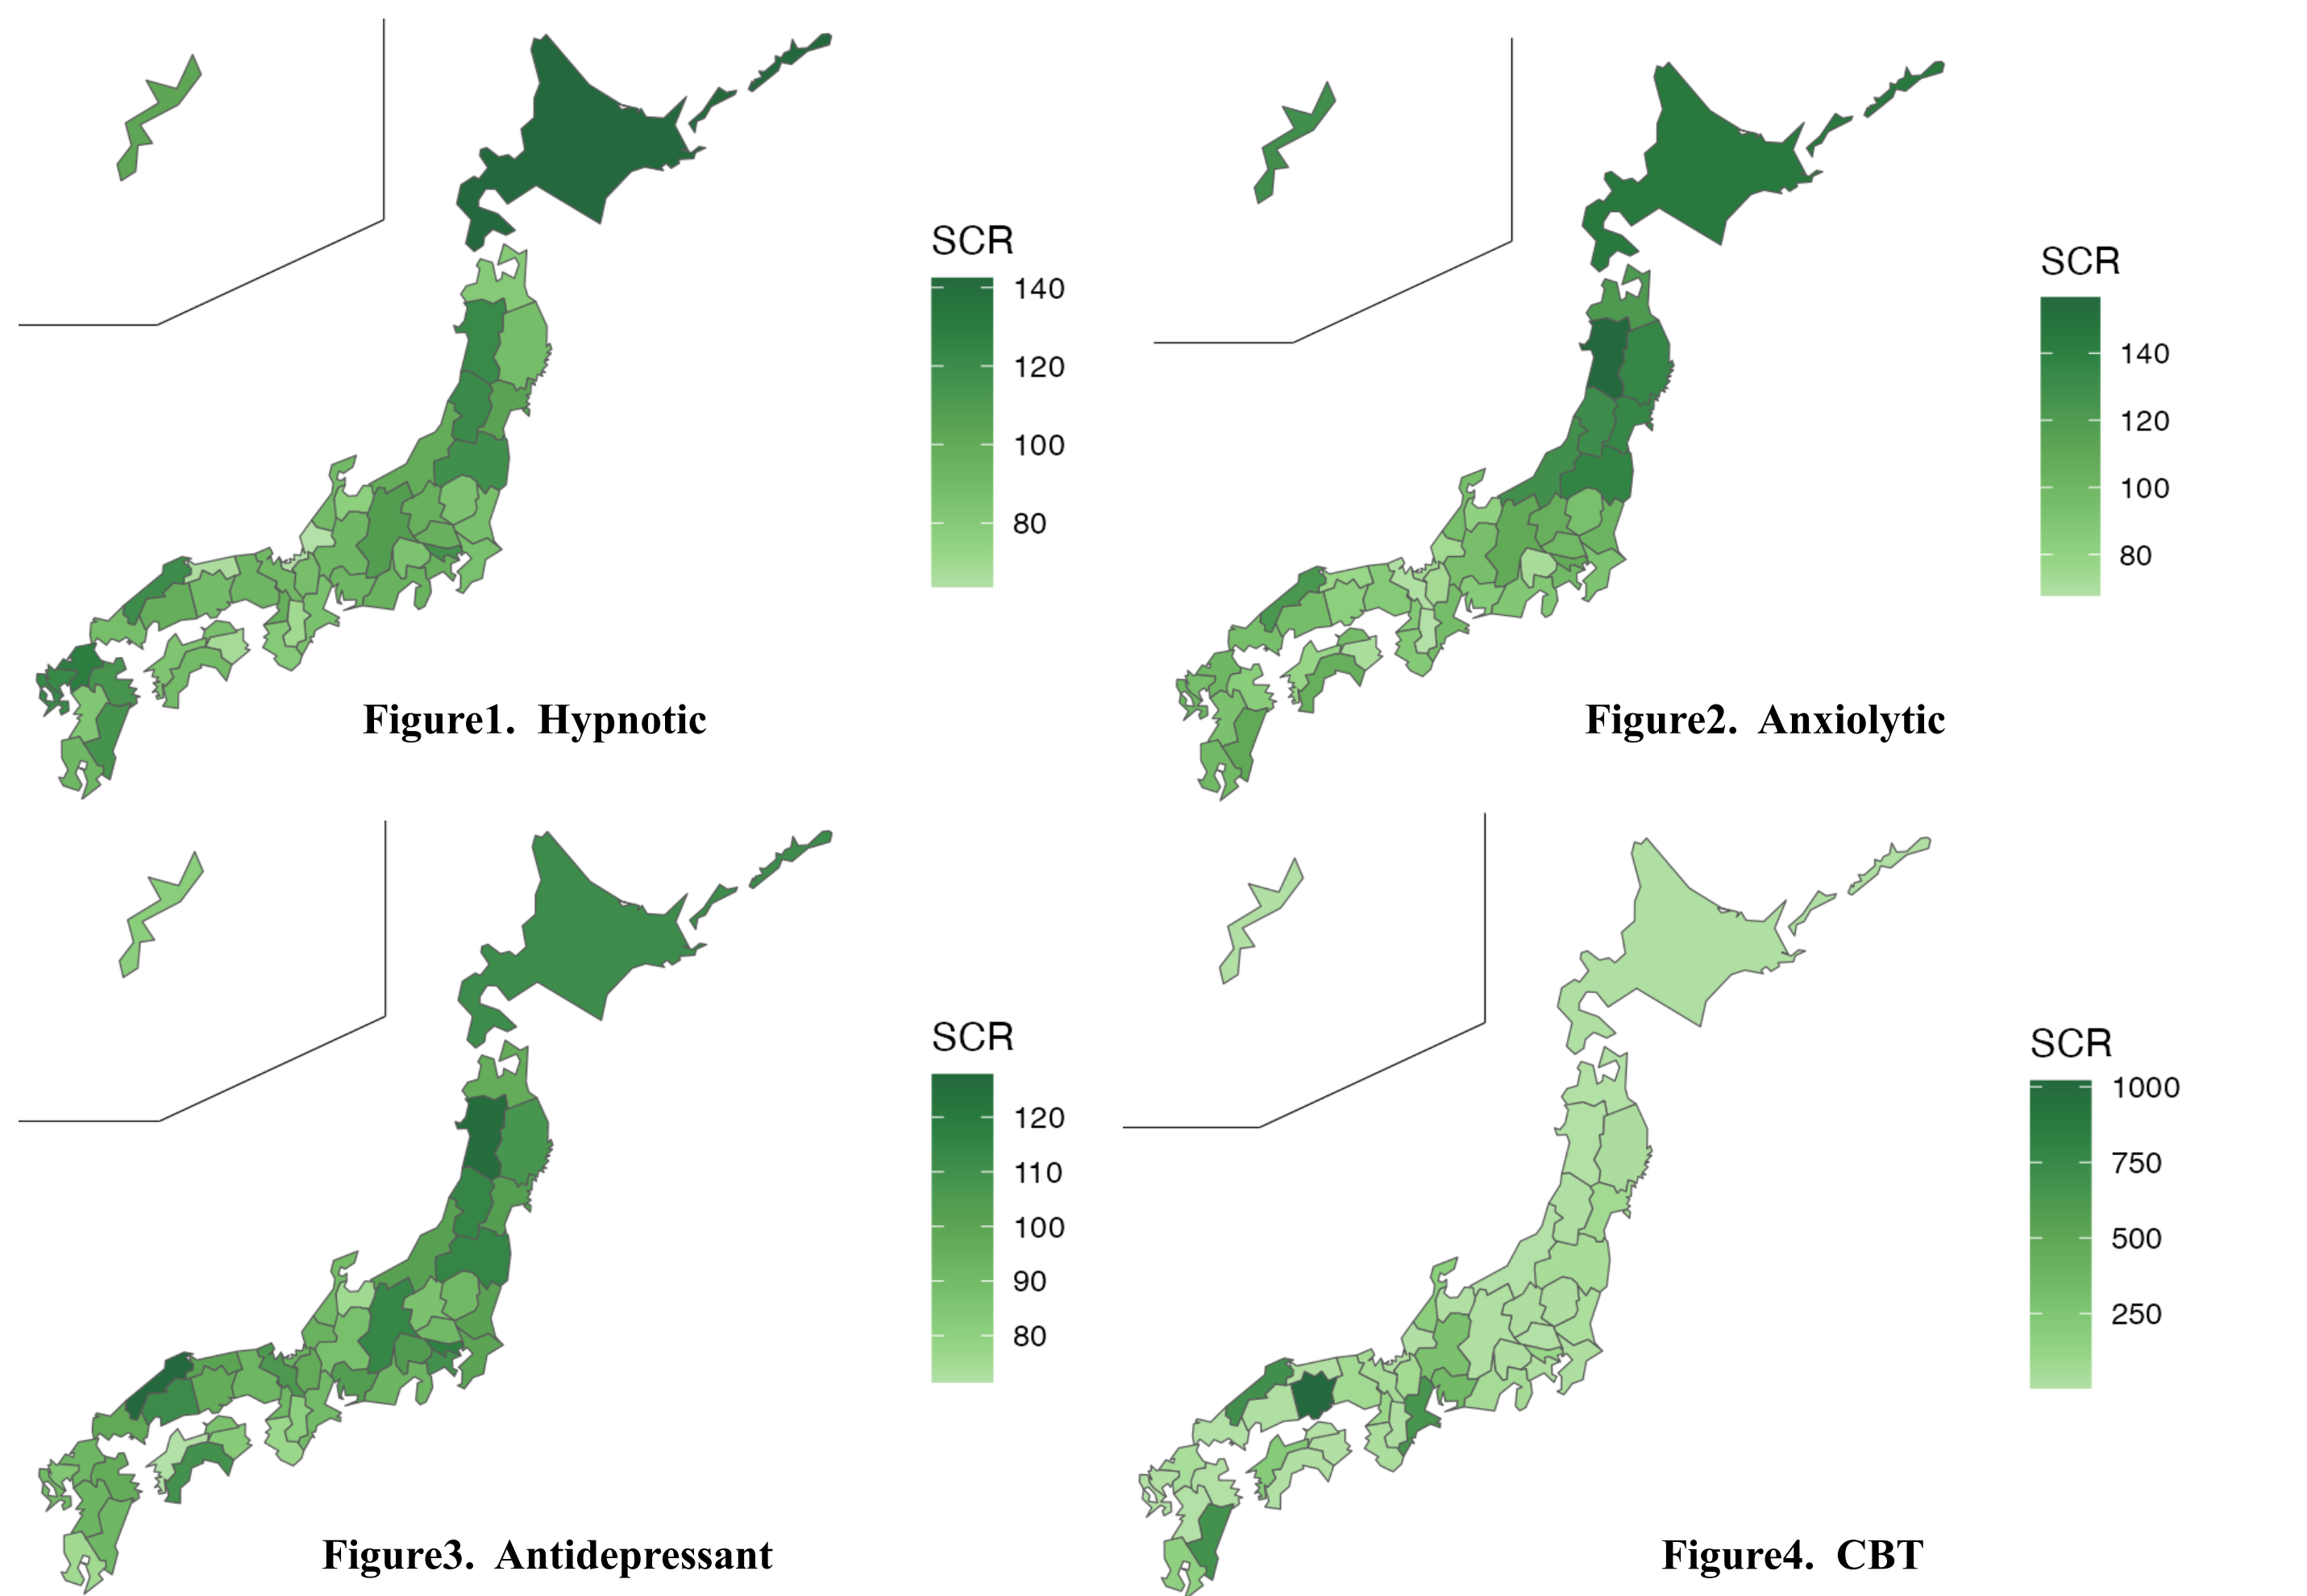 SCR
140
120
100
80
Figure1. Hypnotic
SCR
140
120
100
80
Figure2. Anxiolytic
SCR
120
110
100
90
80
Figure3. Antidepressant
SCR
1000
750
500
250
Figure4. CBT